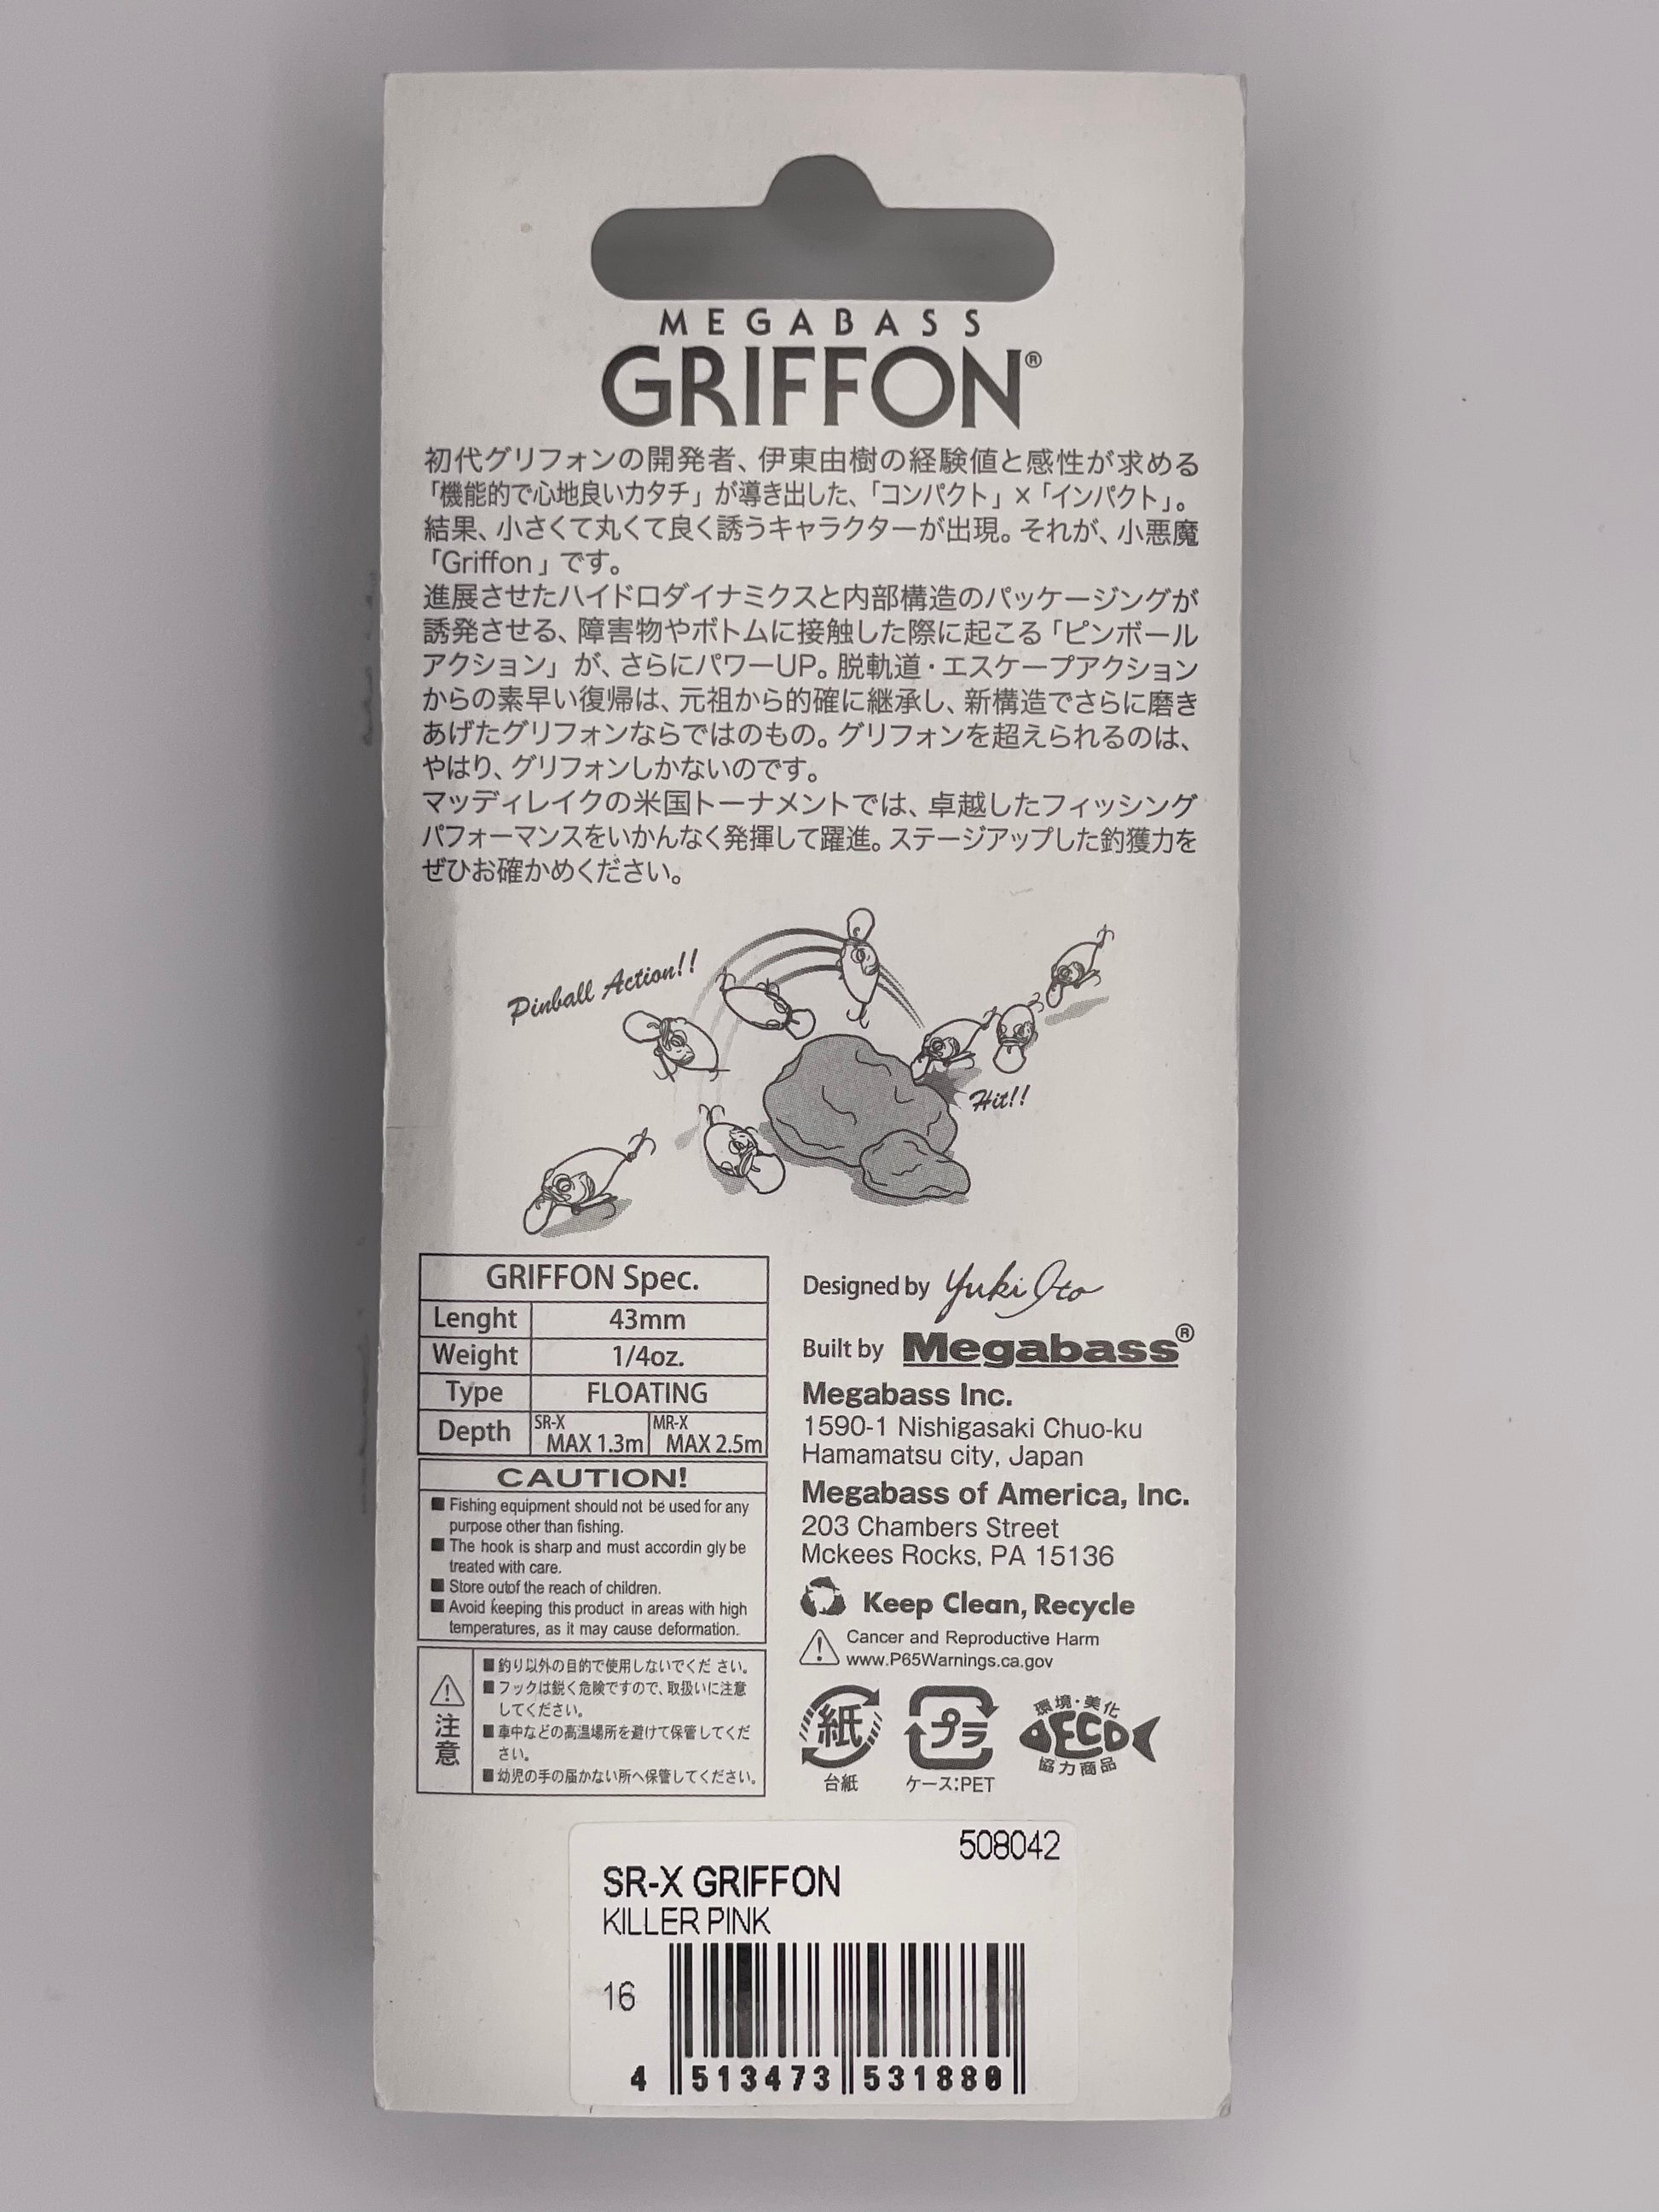 MEGABASS
GRIFFON®
初代グリフォンの開発者、伊東由樹の経験値と感性が求める
「機能的で心地良いカタチ」が導き出した、「コンパクト」×「インパクト」。
結果、小さくて丸くて良く誘うキャラクターが出現。それが、小悪魔
「Griffon」です。
進展させたハイドロダイナミクスと内部構造のパッケージングが
誘発させる、障害物やボトムに接触した際に起こる「ピンボール
アクション」が、さらにパワーUP。脱軌道・エスケープアクション
からの素早い復帰は、元祖から的確に継承し、新構造でさらに磨き
あげたグリフォンならではのもの。グリフォンを超えられるのは、
やはり、グリフォンしかないのです。
マッディレイクの米国トーナメントでは、卓越したフィッシング
パフォーマンスをいかんなく発揮して躍進。ステージアップした釣獲力を
ぜひお確かめください。
Pinball Action!!
Hit!!
GRIFFON Spec.
Lenght 43mm
Weight 1/4oz.
Type FLOATING
Depth SR-X MAX 1.3m MR-X MAX 2.5m
CAUTION!
■ Fishing equipment should not be used for any
purpose other than fishing.
■ The hook is sharp and must accordin gly be
treated with care.
■ Store outof the reach of children.
■ Avoid keeping this product in areas with high
temperatures, as it may cause deformation.
注意
■釣り以外の目的で使用しないでくだ さい。
■フックは鋭く危険ですので、取扱いに注意
してください。
■車中などの高温場所を避けて保管してくだ
さい。
■幼児の手の届かない所へ保管してください。
Designed by Yuki Ito
Built by Megabass®
Megabass Inc.
1590-1 Nishigasaki Chuo-ku
Hamamatsu city, Japan
Megabass of America, Inc.
203 Chambers Street
Mckees Rocks, PA 15136
Keep Clean, Recycle
Cancer and Reproductive Harm
www.P65Warnings.ca.gov
紙
台紙
プラ
ケース:PET
環境・美化
ECO
協力商品
508042
SR-X GRIFFON
KILLER PINK
16
4 513473 531880